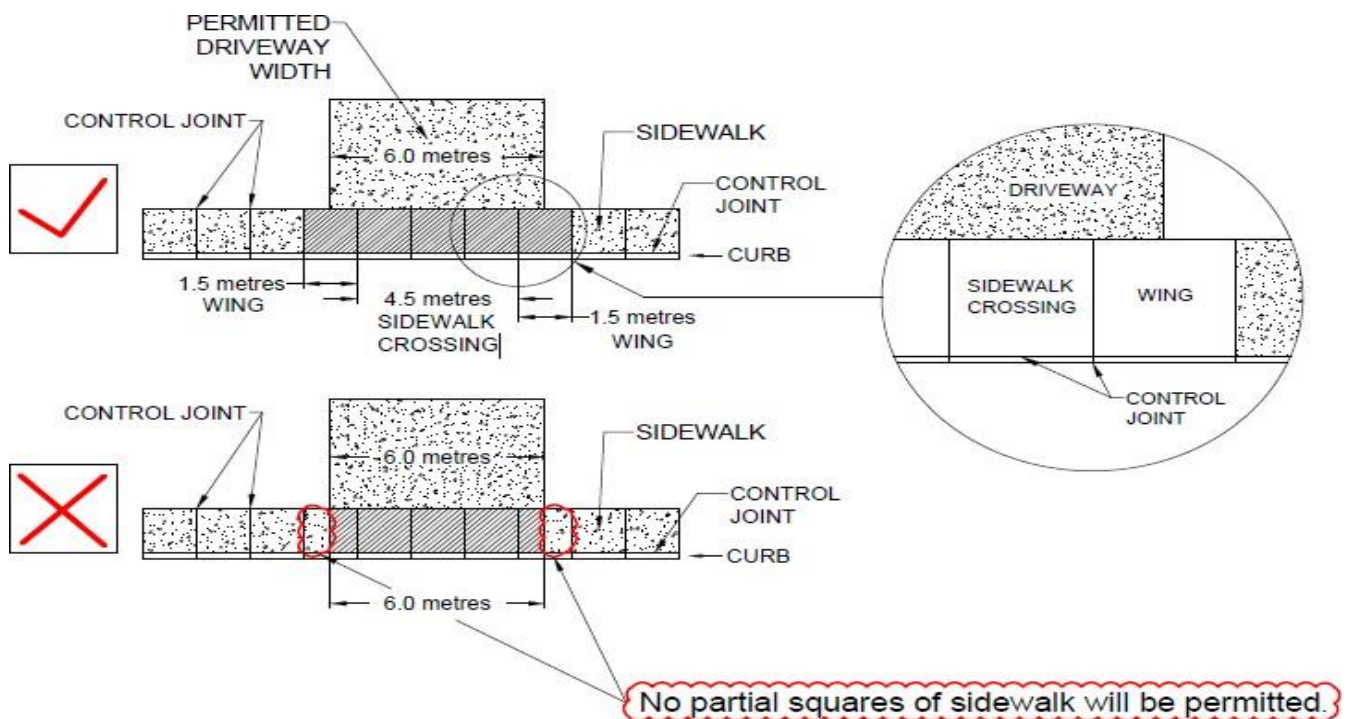 PERMITTED
DRIVEWAY
WIDTH
CONTROL JOINT
6.0 metres
SIDEWALK
CONTROL
JOINT
CURB
1.5 metres
WING
4.5 metres
SIDEWALK
CROSSING
1.5 metres
WING
DRIVEWAY
SIDEWALK
CROSSING
WING
CONTROL
JOINT
CONTROL JOINT
6.0 metres
SIDEWALK
CONTROL
JOINT
CURB
6.0 metres
No partial squares of sidewalk will be permitted.